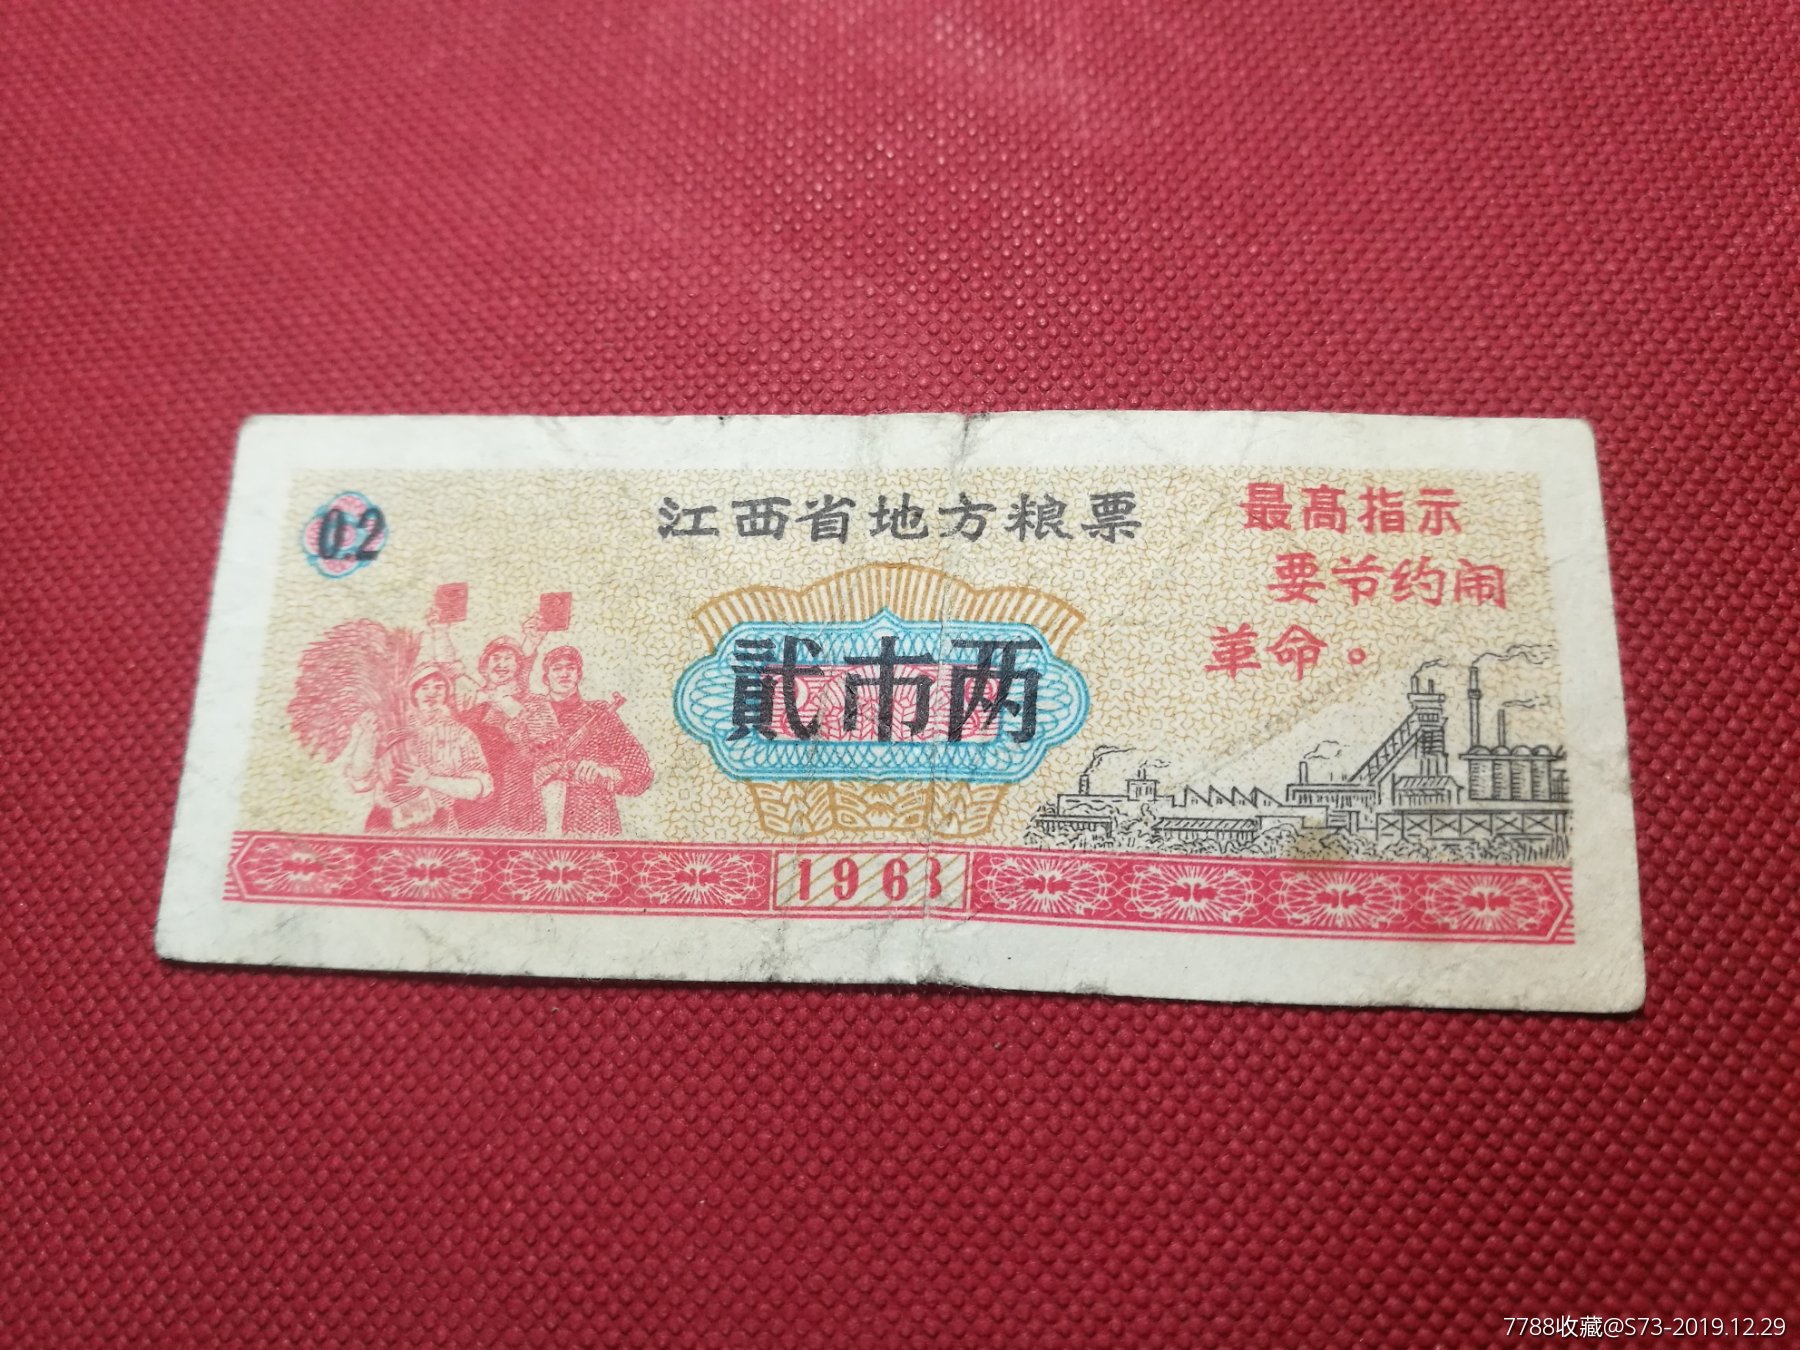 0.2
江西省地方粮票
最高指示
要节约闹
革命。
贰市两
1968
7788收藏@S73-2019.12.29